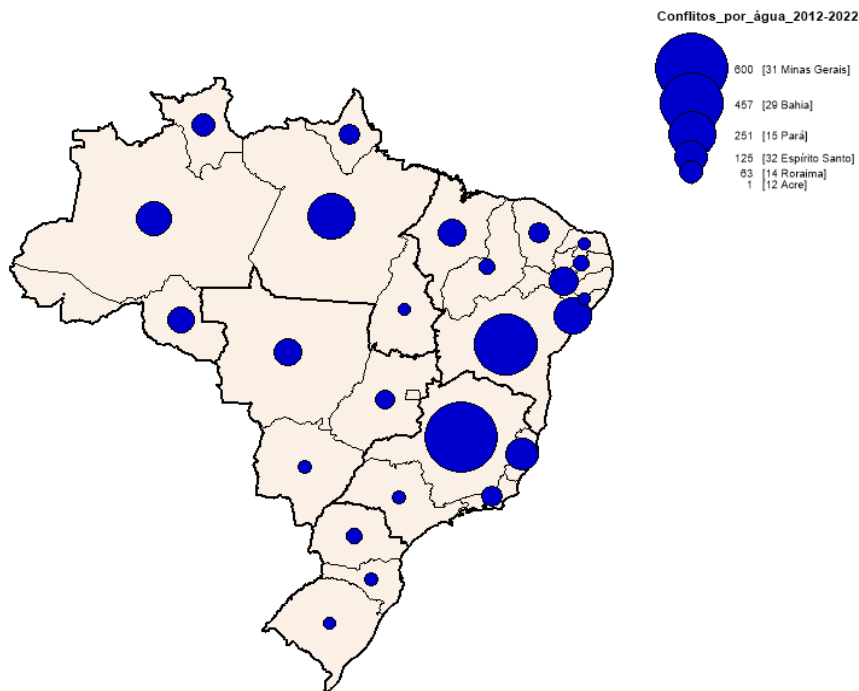 Conflitos_por_água_2012-2022
600 [31 Minas Gerais]
457 [29 Bahia]
251 [15 Pará]
125 [32 Espírito Santo]
63 [14 Roraima]
1 [12 Acre]